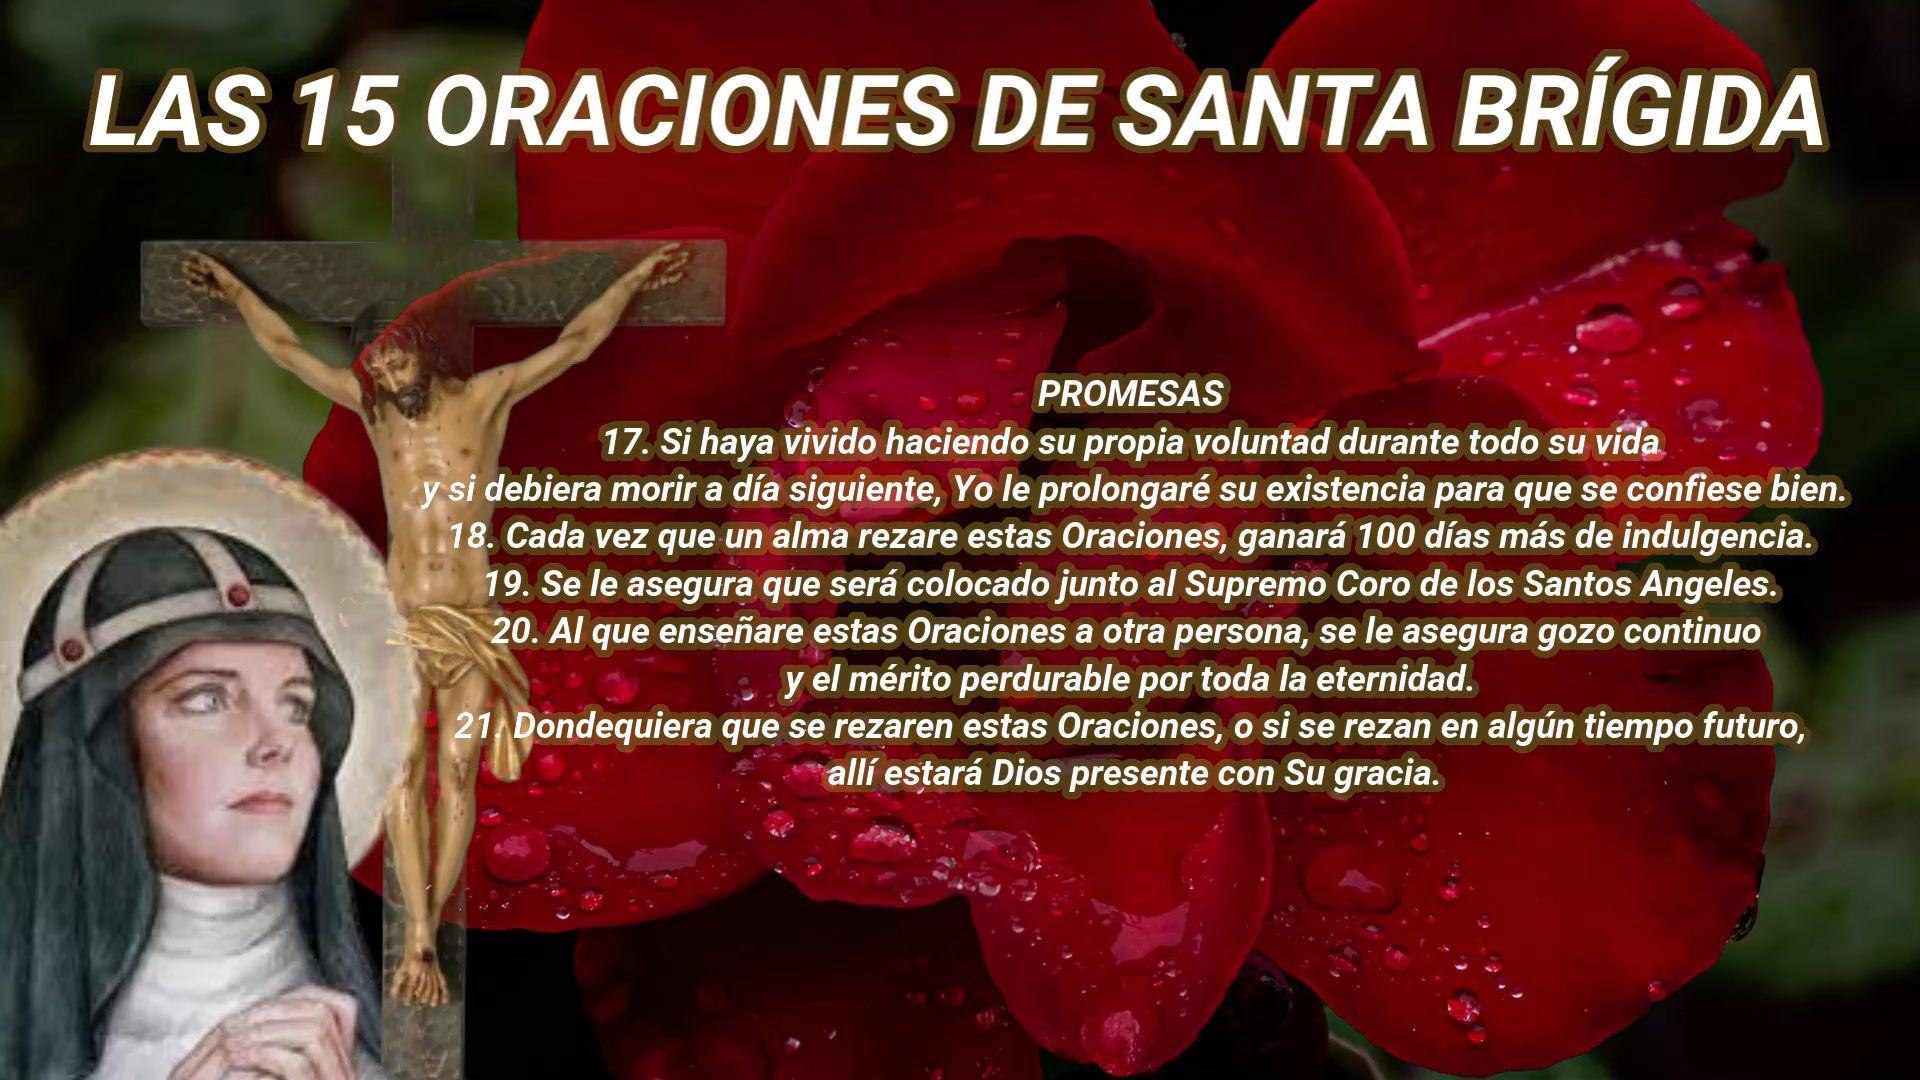 LAS 15 ORACIONES DE SANTA BRÍGIDA
PROMESAS
17. Si haya vivido haciendo su propia voluntad durante todo su vida
y si debiera morir a día siguiente, Yo le prolongaré su existencia para que se confiese bien.
18. Cada vez que un alma rezare estas Oraciones, ganará 100 días más de indulgencia.
19. Se le asegura que será colocado junto al Supremo Coro de los Santos Angeles.
20. Al que enseñare estas Oraciones a otra persona, se le asegura gozo continuo
y el mérito perdurable por toda la eternidad.
21. Dondequiera que se rezaren estas Oraciones, o si se rezan en algún tiempo futuro,
allí estará Dios presente con Su gracia.